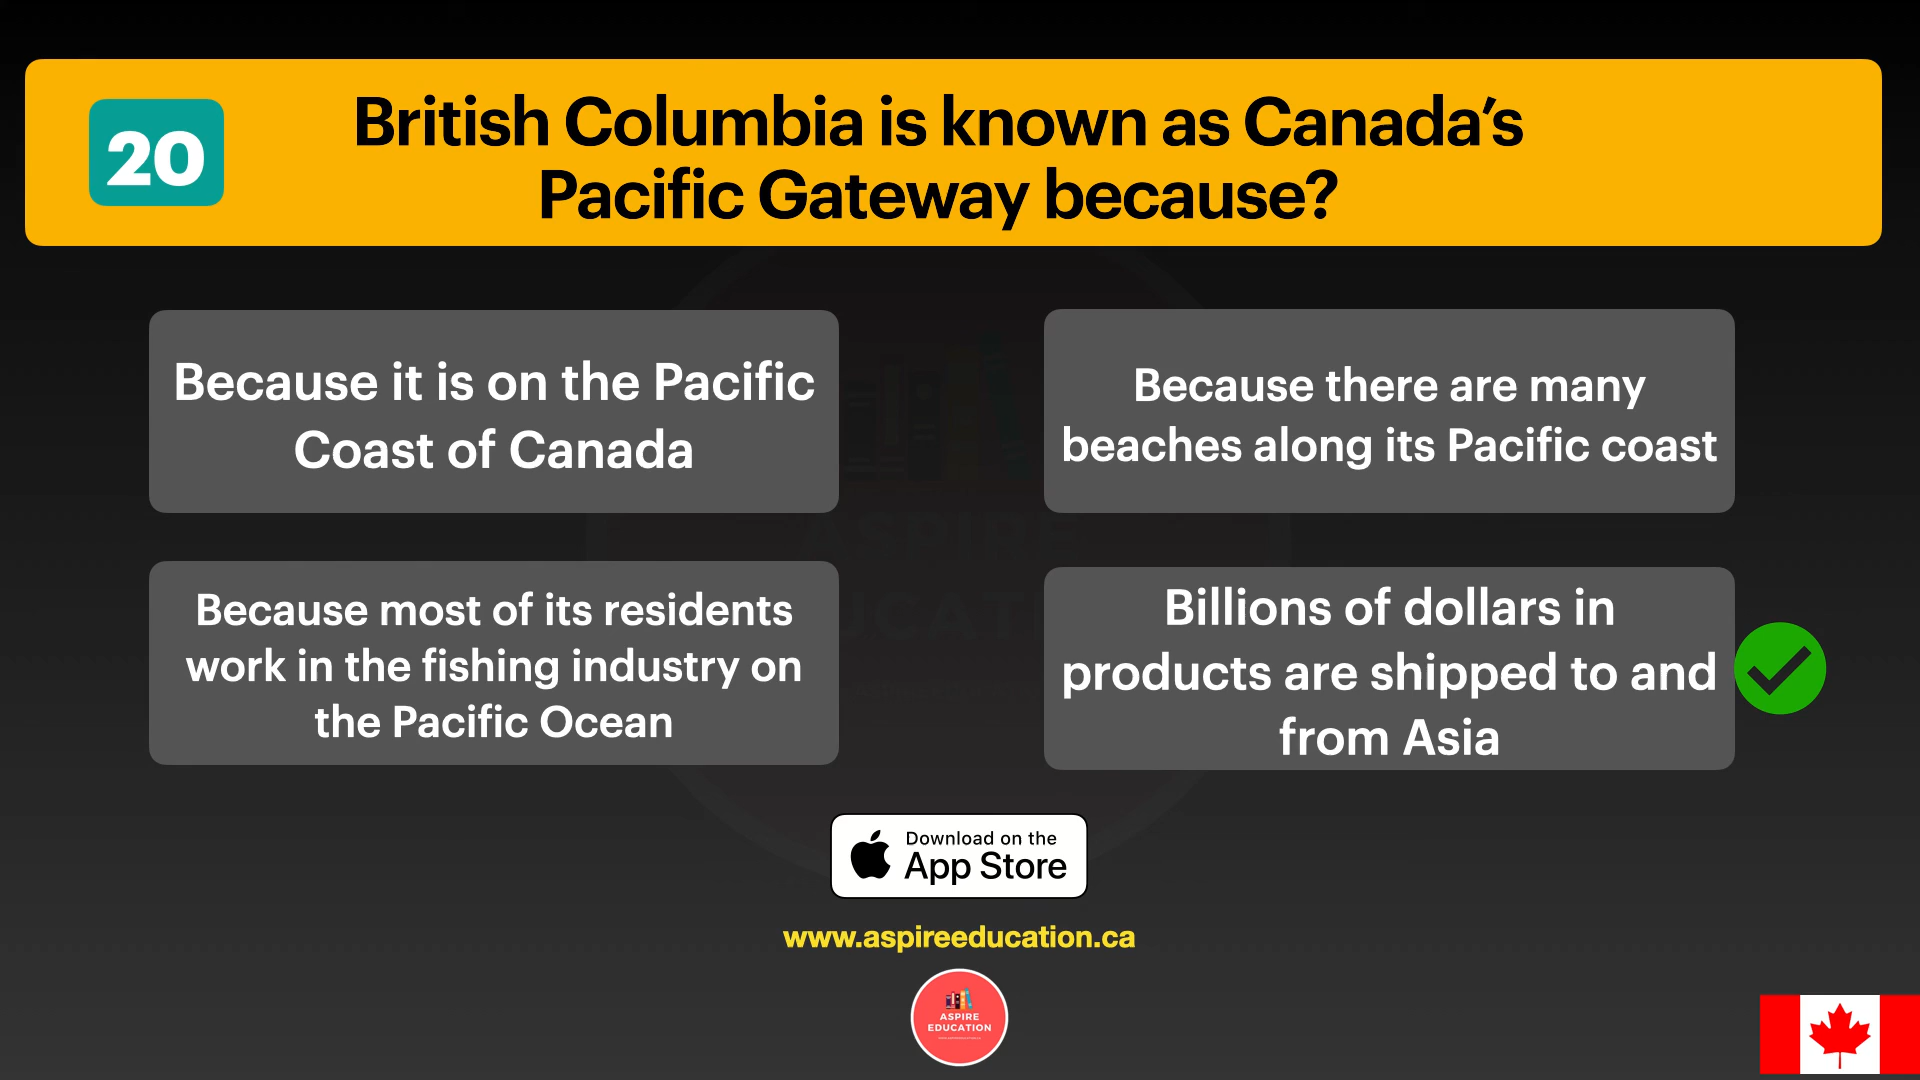 20
British Columbia is known as Canada’s
Pacific Gateway because?
Because it is on the Pacific
Coast of Canada
Because there are many
beaches along its Pacific coast
Because most of its residents
work in the fishing industry on
the Pacific Ocean
Billions of dollars in
products are shipped to and
from Asia
Download on the
App Store
www.aspireeducation.ca
ASPIRE
EDUCATION